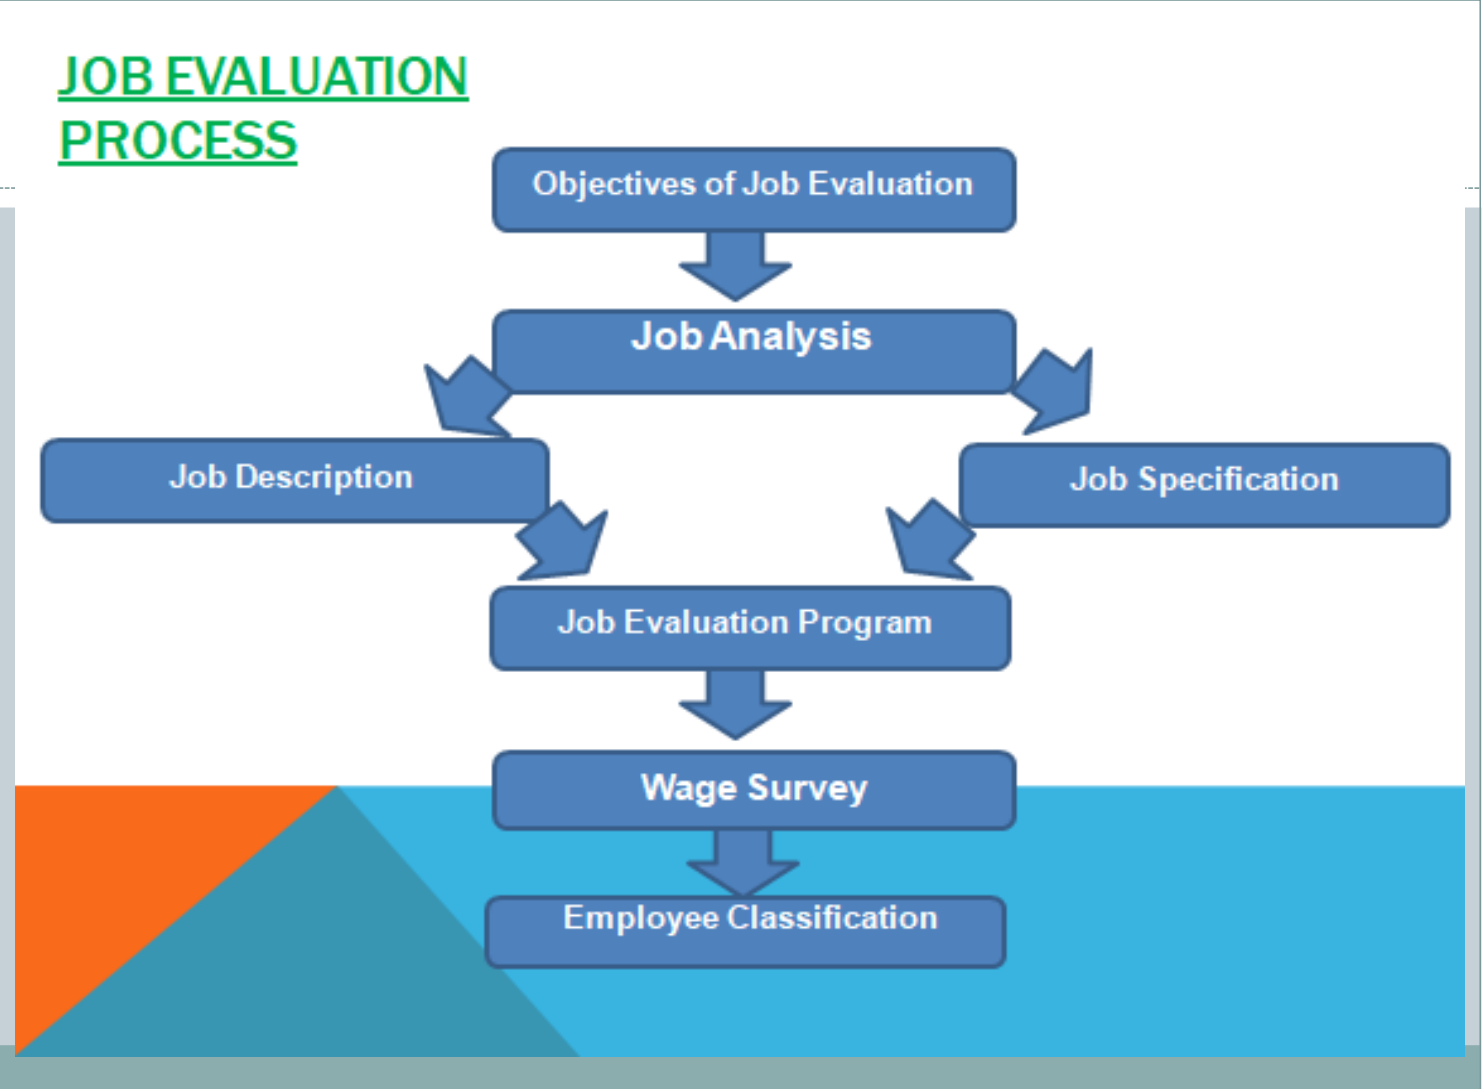 JOB EVALUATION
PROCESS
Objectives of Job Evaluation
Job Analysis
Job Description
Job Specification
Job Evaluation Program
Wage Survey
Employee Classification